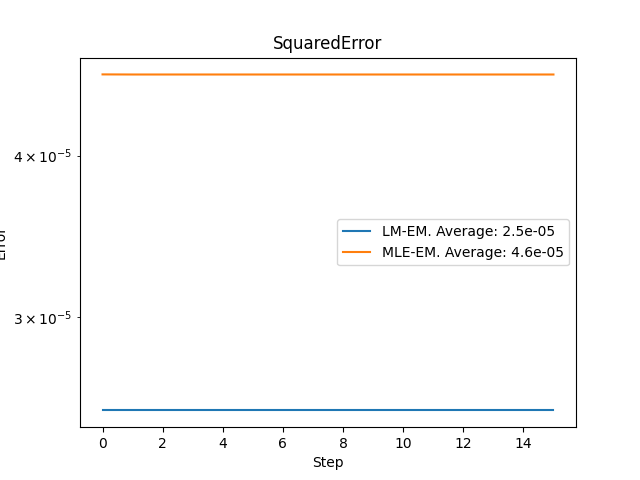 SquaredError
4 × 10⁻⁵
3 × 10⁻⁵
LM-EM. Average: 2.5e-05
MLE-EM. Average: 4.6e-05
0 2 4 6 8 10 12 14
Step